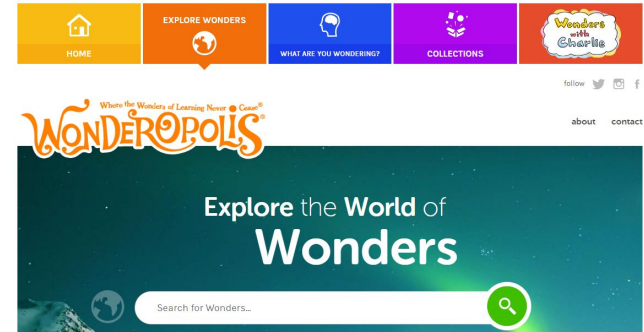 HOME
EXPLORE WONDERS
WHAT ARE YOU WONDERING?
COLLECTIONS
Wonders
with
Charlie
follow
Where the Wonders of Learning Never Cease®
WONDEROPOLIS®
about contact
Explore the World of
Wonders
Search for Wonders...